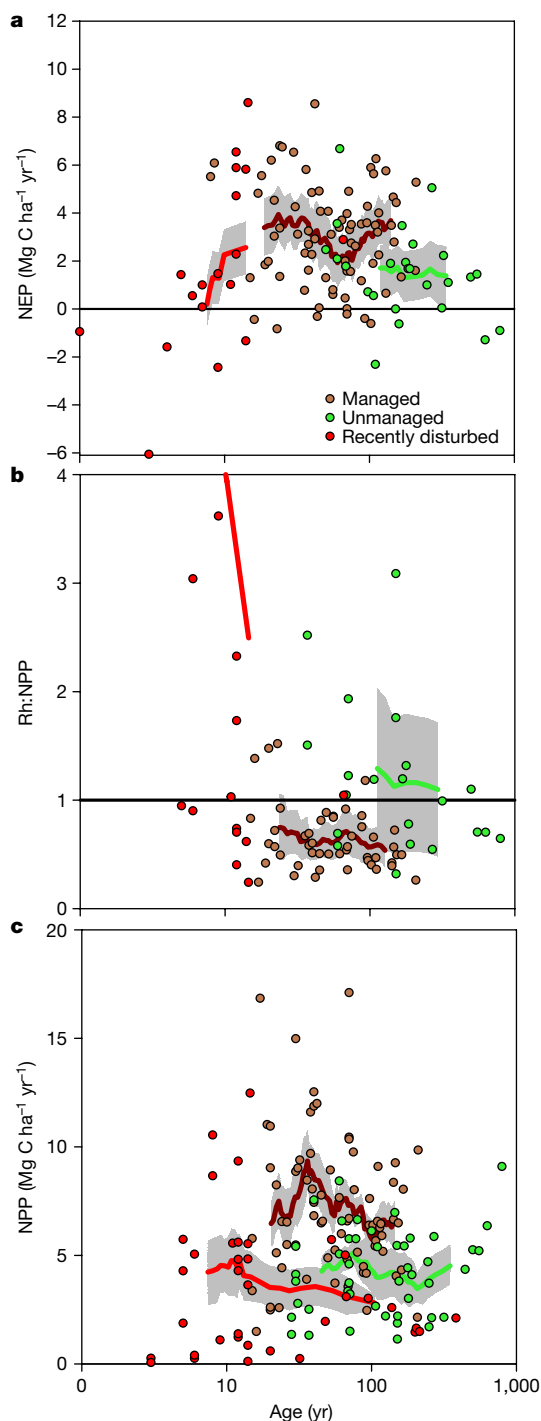 a
12
10
8
6
4
2
0
−2
−4
−6
NEP (Mg C ha⁻¹ yr⁻¹)
Managed
Unmanaged
Recently disturbed
b
4
3
2
1
0
Rh:NPP
c
20
15
10
5
0
NPP (Mg C ha⁻¹ yr⁻¹)
0 10 100 1,000
Age (yr)